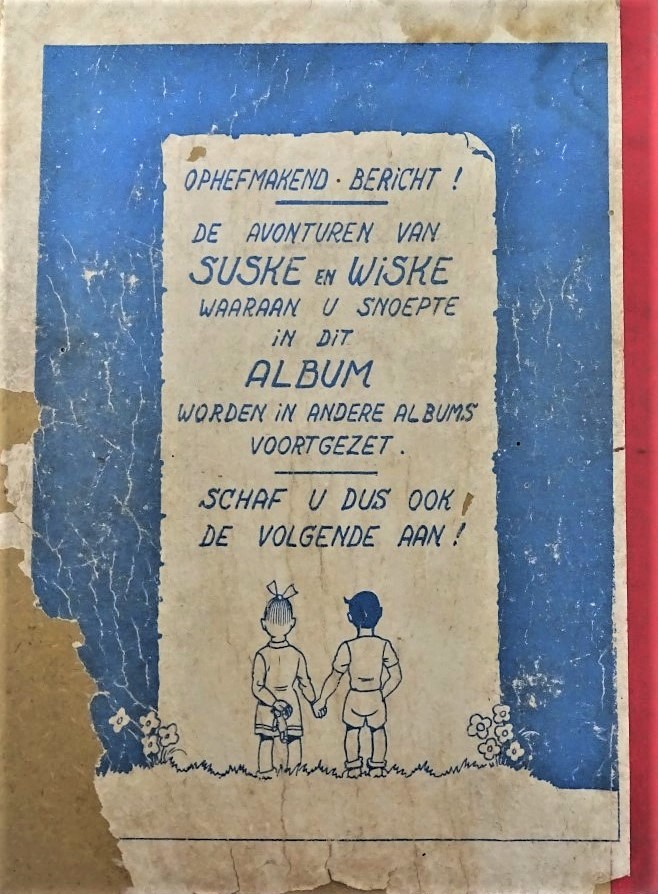 OPHEFMAKEND · BERiCHT !
DE AVONTUREN VAN
SUSKE EN WiSKE
WAARAAN U SNOEPTE
iN DiT
ALBUM
WORDEN iN ANDERE ALBUMS
VOORTGEZET.
SCHAF U DUS OOK
DE VOLGENDE AAN !